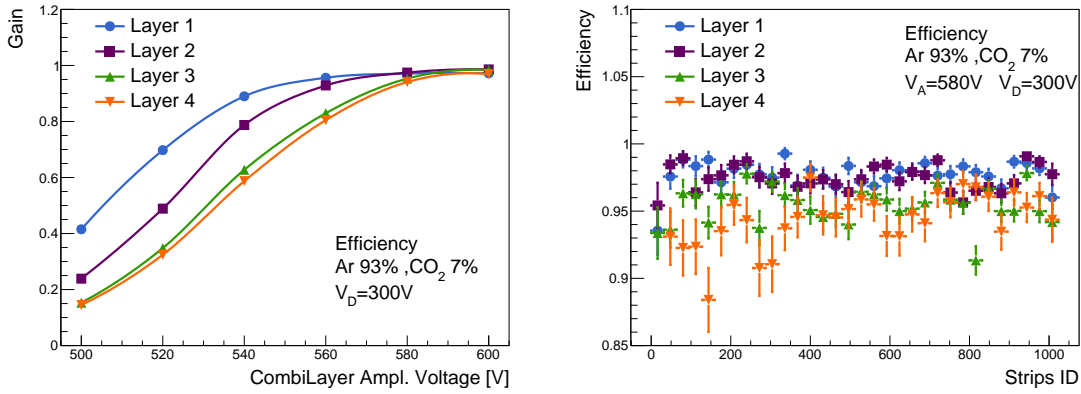 Gain
1.2
1
0.8
0.6
0.4
0.2
0
500 520 540 560 580 600
CombiLayer Ampl. Voltage [V]
Layer 1
Layer 2
Layer 3
Layer 4
Efficiency
Ar 93% ,CO2 7%
VD=300V
Efficiency
1.1
1.05
1
0.95
0.9
0.85
0 200 400 600 800 1000
Strips ID
Layer 1
Layer 2
Layer 3
Layer 4
Efficiency
Ar 93% ,CO2 7%
VA=580V VD=300V